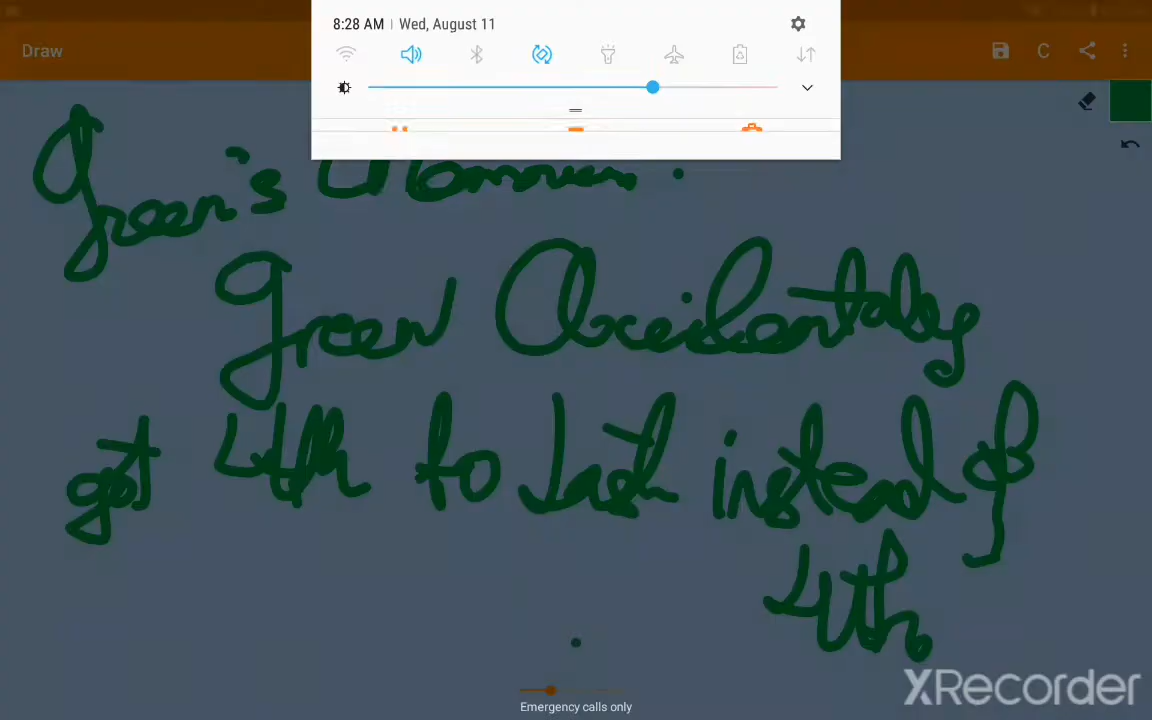 8:28 AM | Wed, August 11
Draw
C
Green's
Green Accidentally
got 4th to Last instead of
4th
XRecorder
Emergency calls only